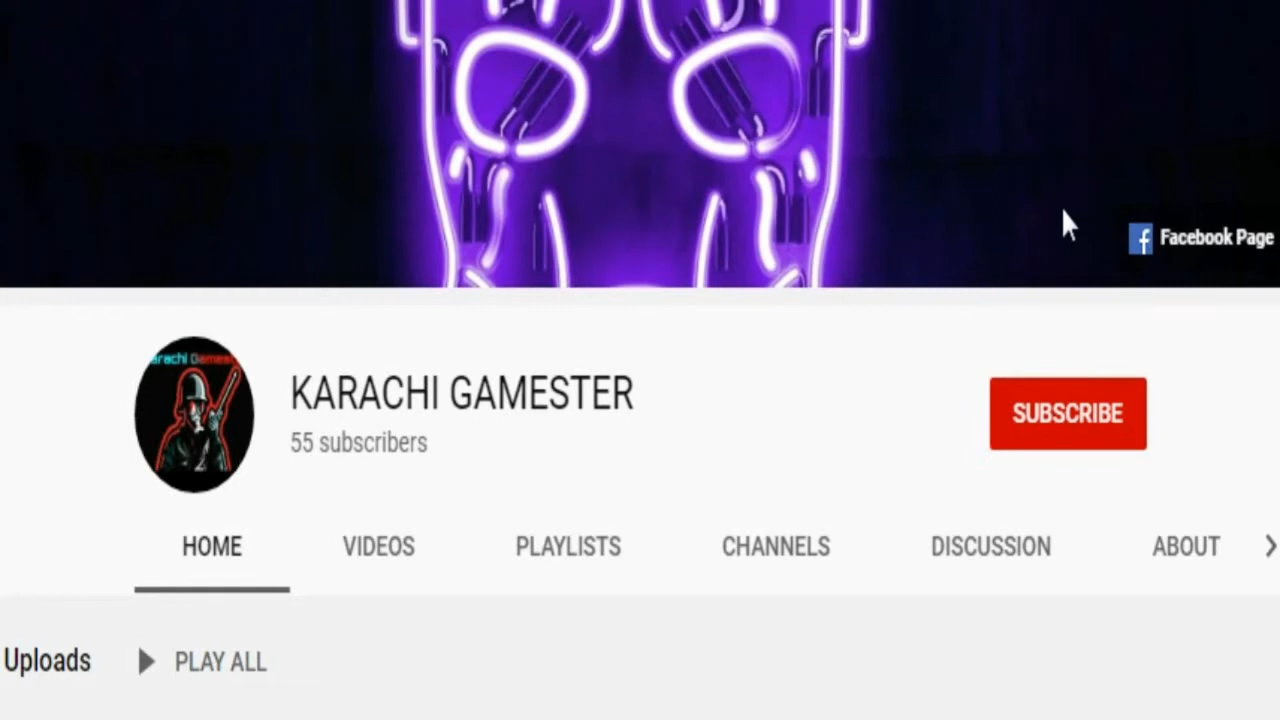 Facebook Page
KARACHI GAMESTER
55 subscribers
SUBSCRIBE
HOME VIDEOS PLAYLISTS CHANNELS DISCUSSION ABOUT
Uploads PLAY ALL